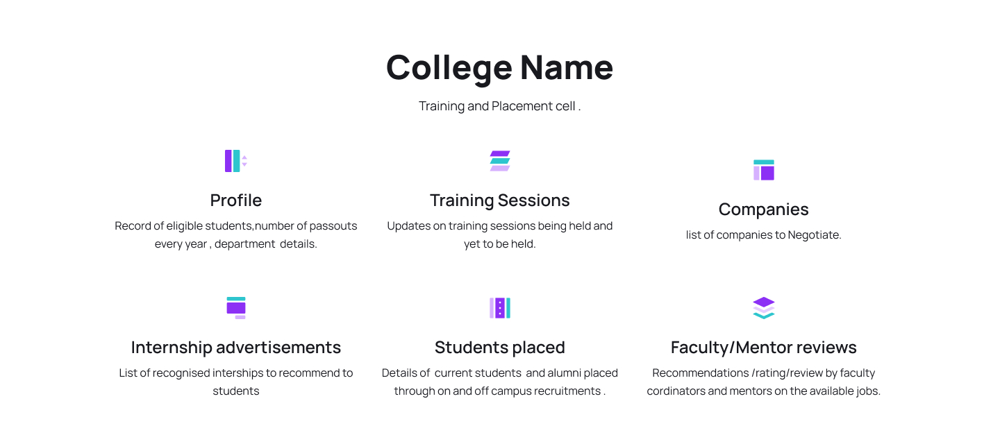 College Name
Training and Placement cell .
Profile
Record of eligible students,number of passouts
every year , department  details.
Training Sessions
Updates on training sessions being held and
yet to be held.
Companies
list of companies to Negotiate.
Internship advertisements
List of recognised interships to recommend to
students
Students placed
Details of  current students  and alumni placed
through on and off campus recruitments .
Faculty/Mentor reviews
Recommendations /rating/review by faculty
cordinators and mentors on the available jobs.